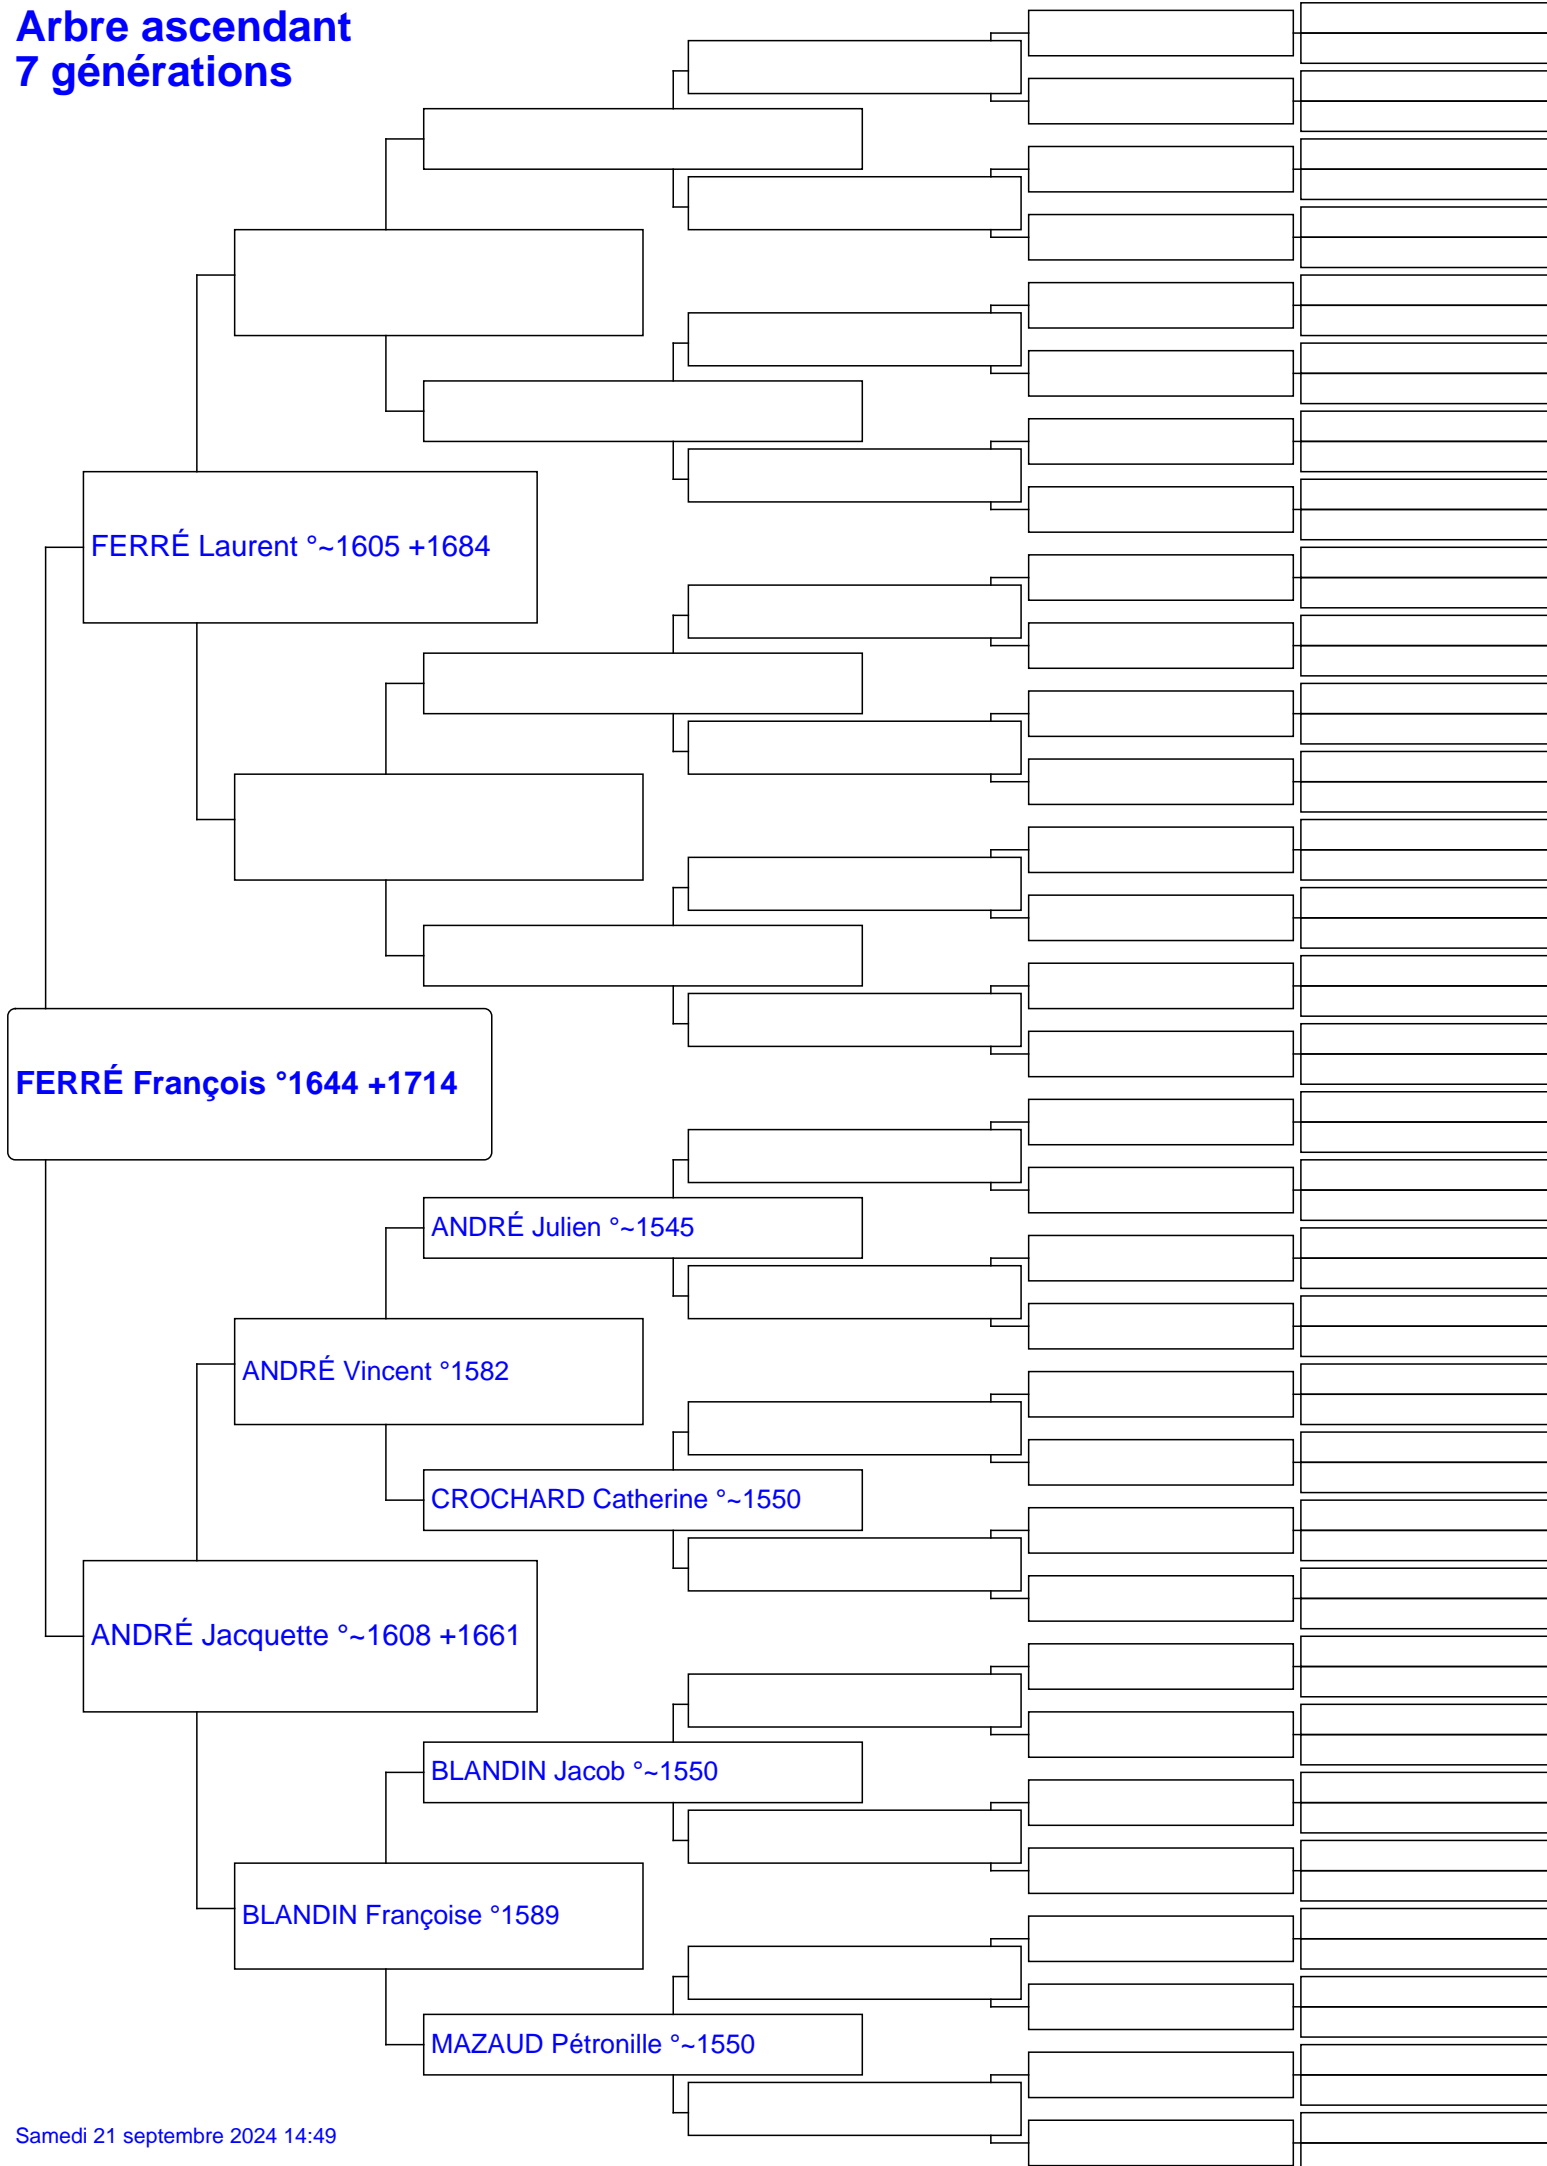 Arbre ascendant
7 générations
FERRÉ Laurent °~1605 +1684
FERRÉ François °1644 +1714
ANDRÉ Julien °~1545
ANDRÉ Vincent °1582
CROCHARD Catherine °~1550
ANDRÉ Jacquette °~1608 +1661
BLANDIN Jacob °~1550
BLANDIN Françoise °1589
MAZAUD Pétronille °~1550
Samedi 21 septembre 2024 14:49